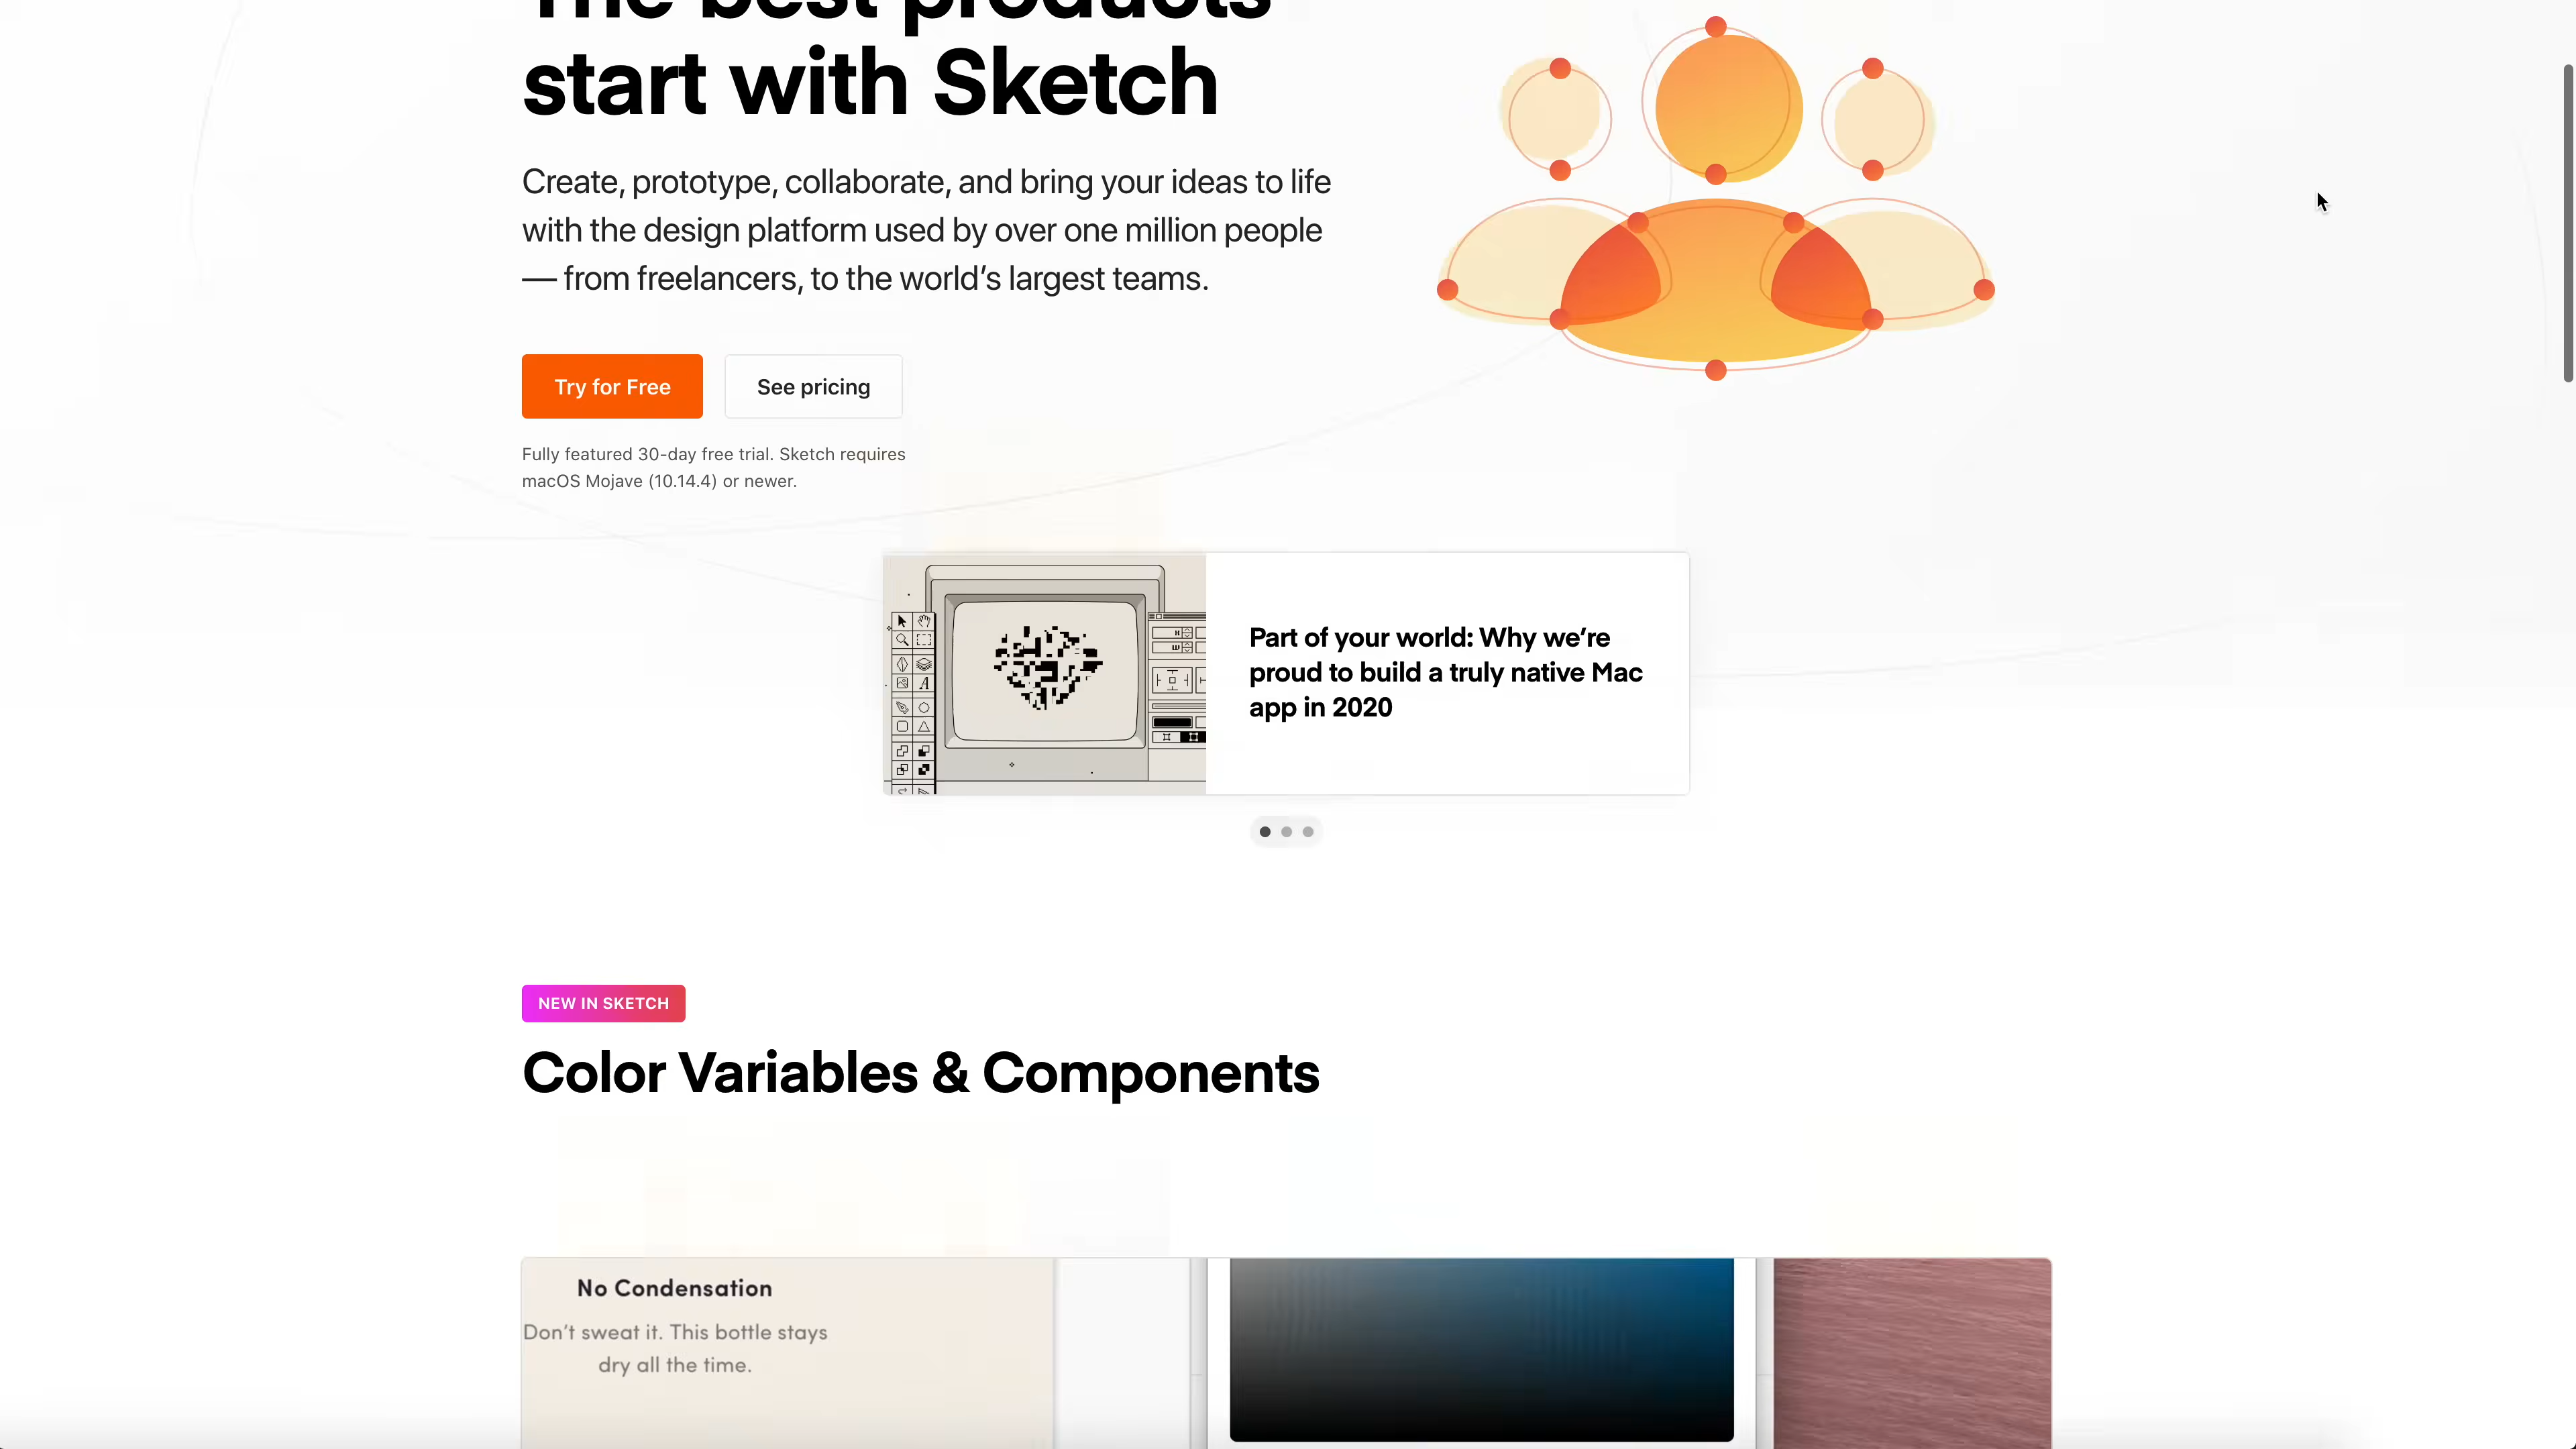 The best products
start with Sketch
Create, prototype, collaborate, and bring your ideas to life
with the design platform used by over one million people
— from freelancers, to the world’s largest teams.
Try for Free
See pricing
Fully featured 30-day free trial. Sketch requires
macOS Mojave (10.14.4) or newer.
A
H
W
Part of your world: Why we’re
proud to build a truly native Mac
app in 2020
NEW IN SKETCH
Color Variables & Components
No Condensation
Don’t sweat it. This bottle stays
dry all the time.